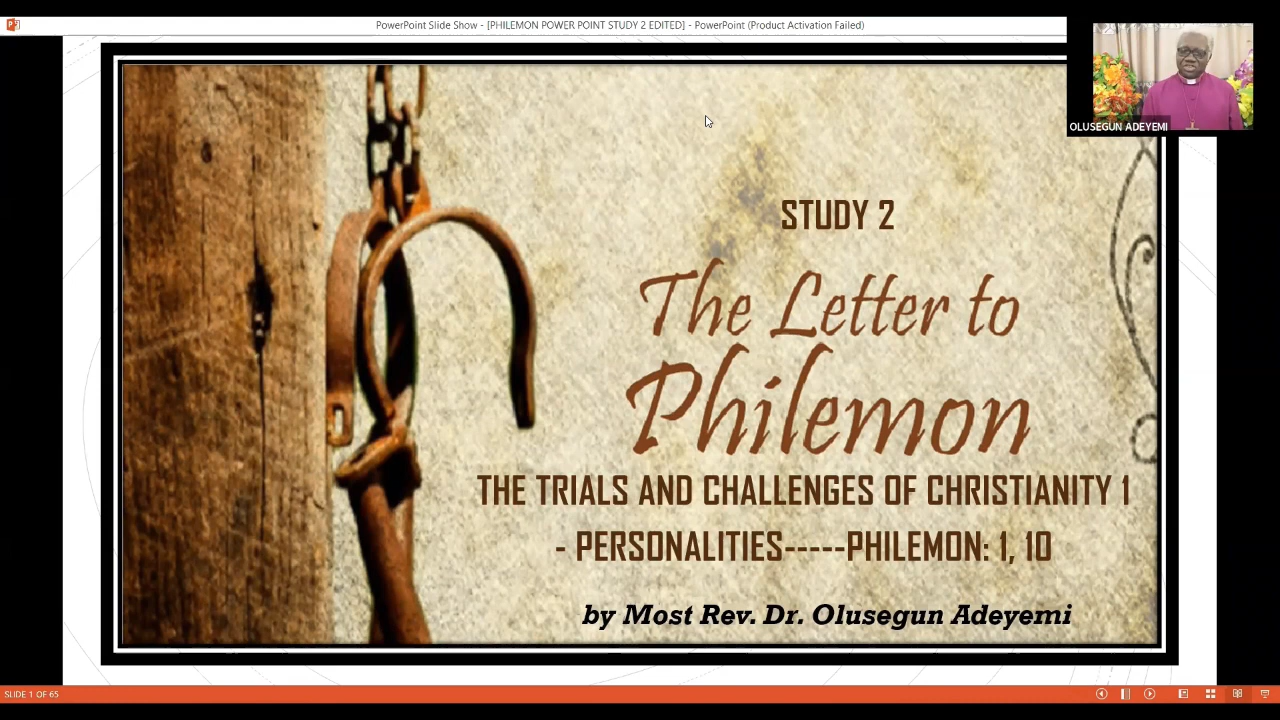 PowerPoint Slide Show - [PHILEMON POWER POINT STUDY 2 EDITED] - PowerPoint (Product Activation Failed)
OLUSEGUN ADEYEMI
STUDY 2
The Letter to
Philemon
THE TRIALS AND CHALLENGES OF CHRISTIANITY 1
- PERSONALITIES-----PHILEMON: 1, 10
by Most Rev. Dr. Olusegun Adeyemi
SLIDE 1 OF 65